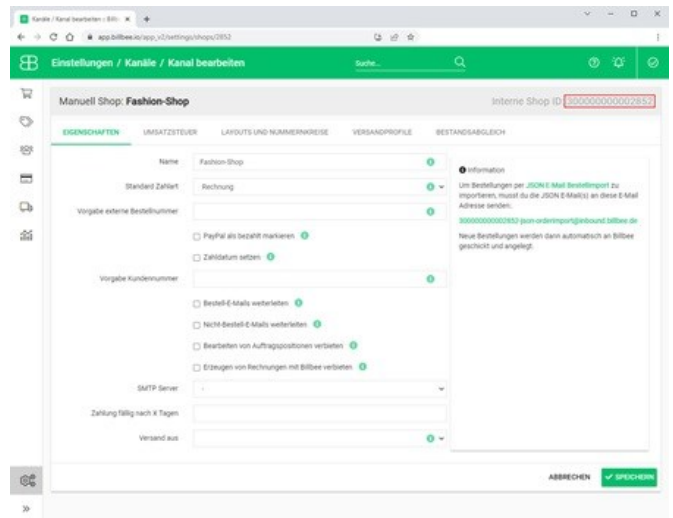 Kanäle / Kanal bearbeiten :: Billb
app.billbee.io/app_v2/settings/shops/2852
Einstellungen / Kanäle / Kanal bearbeiten
Suche...
Manuell Shop: Fashion-Shop
Interne Shop ID: 300000000002852
EIGENSCHAFTEN UMSATZSTEUER LAYOUTS UND NUMMERNKREISE VERSANDPROFILE BESTANDSABGLEICH
Name Fashion-Shop
Standard Zahlart Rechnung
Vorgabe externe Bestellnummer
PayPal als bezahlt markieren
Zahldatum setzen
Vorgabe Kundennummer
Bestell-E-Mails weiterleiten
Nicht-Bestell-E-Mails weiterleiten
Bearbeiten von Auftragspositionen verbieten
Erzeugen von Rechnungen mit Billbee verbieten
SMTP Server -
Zahlung fällig nach X Tagen
Versand aus
Information
Um Bestellungen per JSON E-Mail Bestellimport zu
importieren, musst du die JSON E-Mail(s) an diese E-Mail
Adresse senden:
300000000002852-json-orderimport@inbound.billbee.de
Neue Bestellungen werden dann automatisch an Billbee
geschickt und angelegt.
ABBRECHEN SPEICHERN